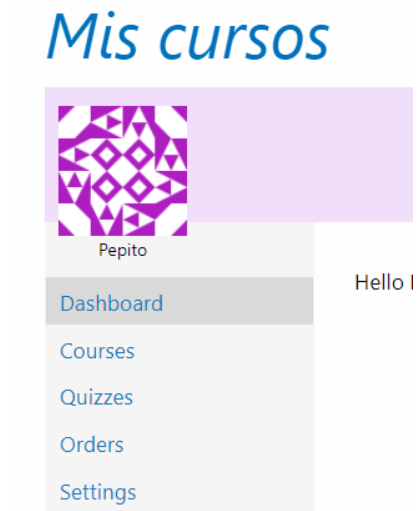 Mis cursos
Pepito
Hello
Dashboard
Courses
Quizzes
Orders
Settings